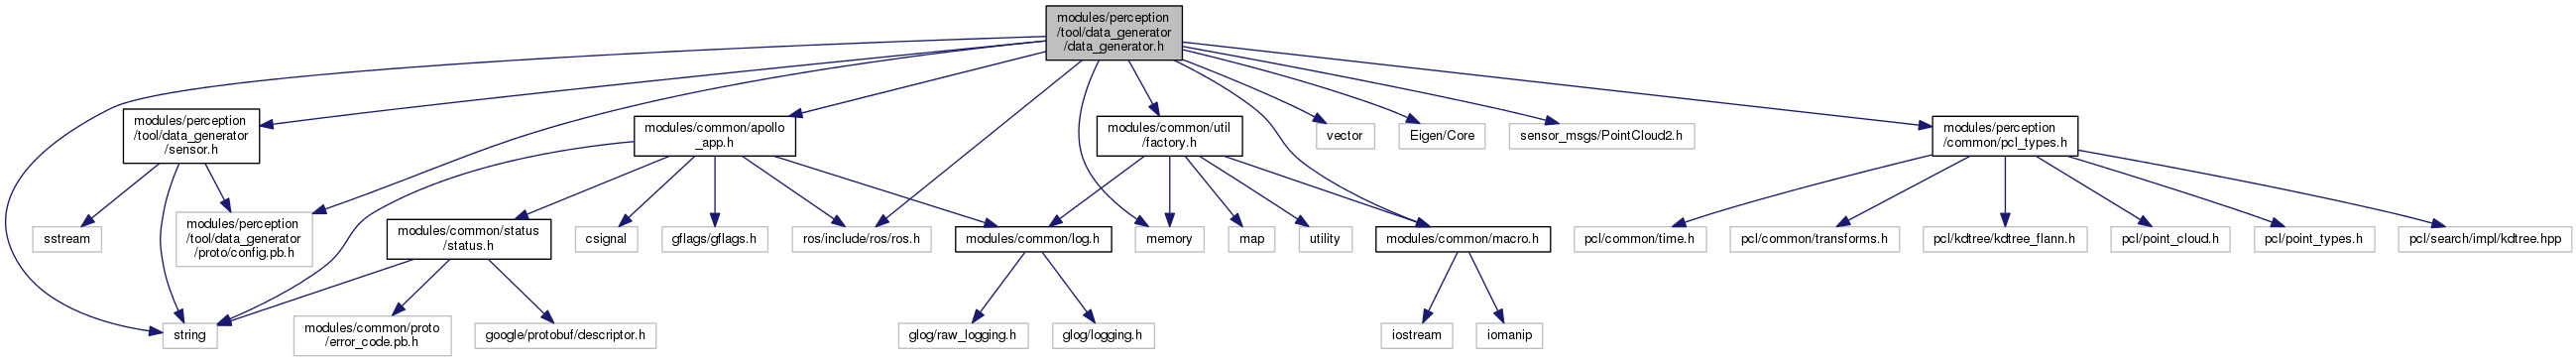 modules/perception
/tool/data_generator
/data_generator.h
modules/perception
/tool/data_generator
/sensor.h
modules/common/apollo
_app.h
modules/common/util
/factory.h
vector
Eigen/Core
sensor_msgs/PointCloud2.h
modules/perception
/common/pcl_types.h
sstream
modules/perception
/tool/data_generator
/proto/config.pb.h
modules/common/status
/status.h
csignal
gflags/gflags.h
ros/include/ros/ros.h
modules/common/log.h
memory
map
utility
modules/common/macro.h
pcl/common/time.h
pcl/common/transforms.h
pcl/kdtree/kdtree_flann.h
pcl/point_cloud.h
pcl/point_types.h
pcl/search/impl/kdtree.hpp
string
modules/common/proto
/error_code.pb.h
google/protobuf/descriptor.h
glog/raw_logging.h
glog/logging.h
iostream
iomanip